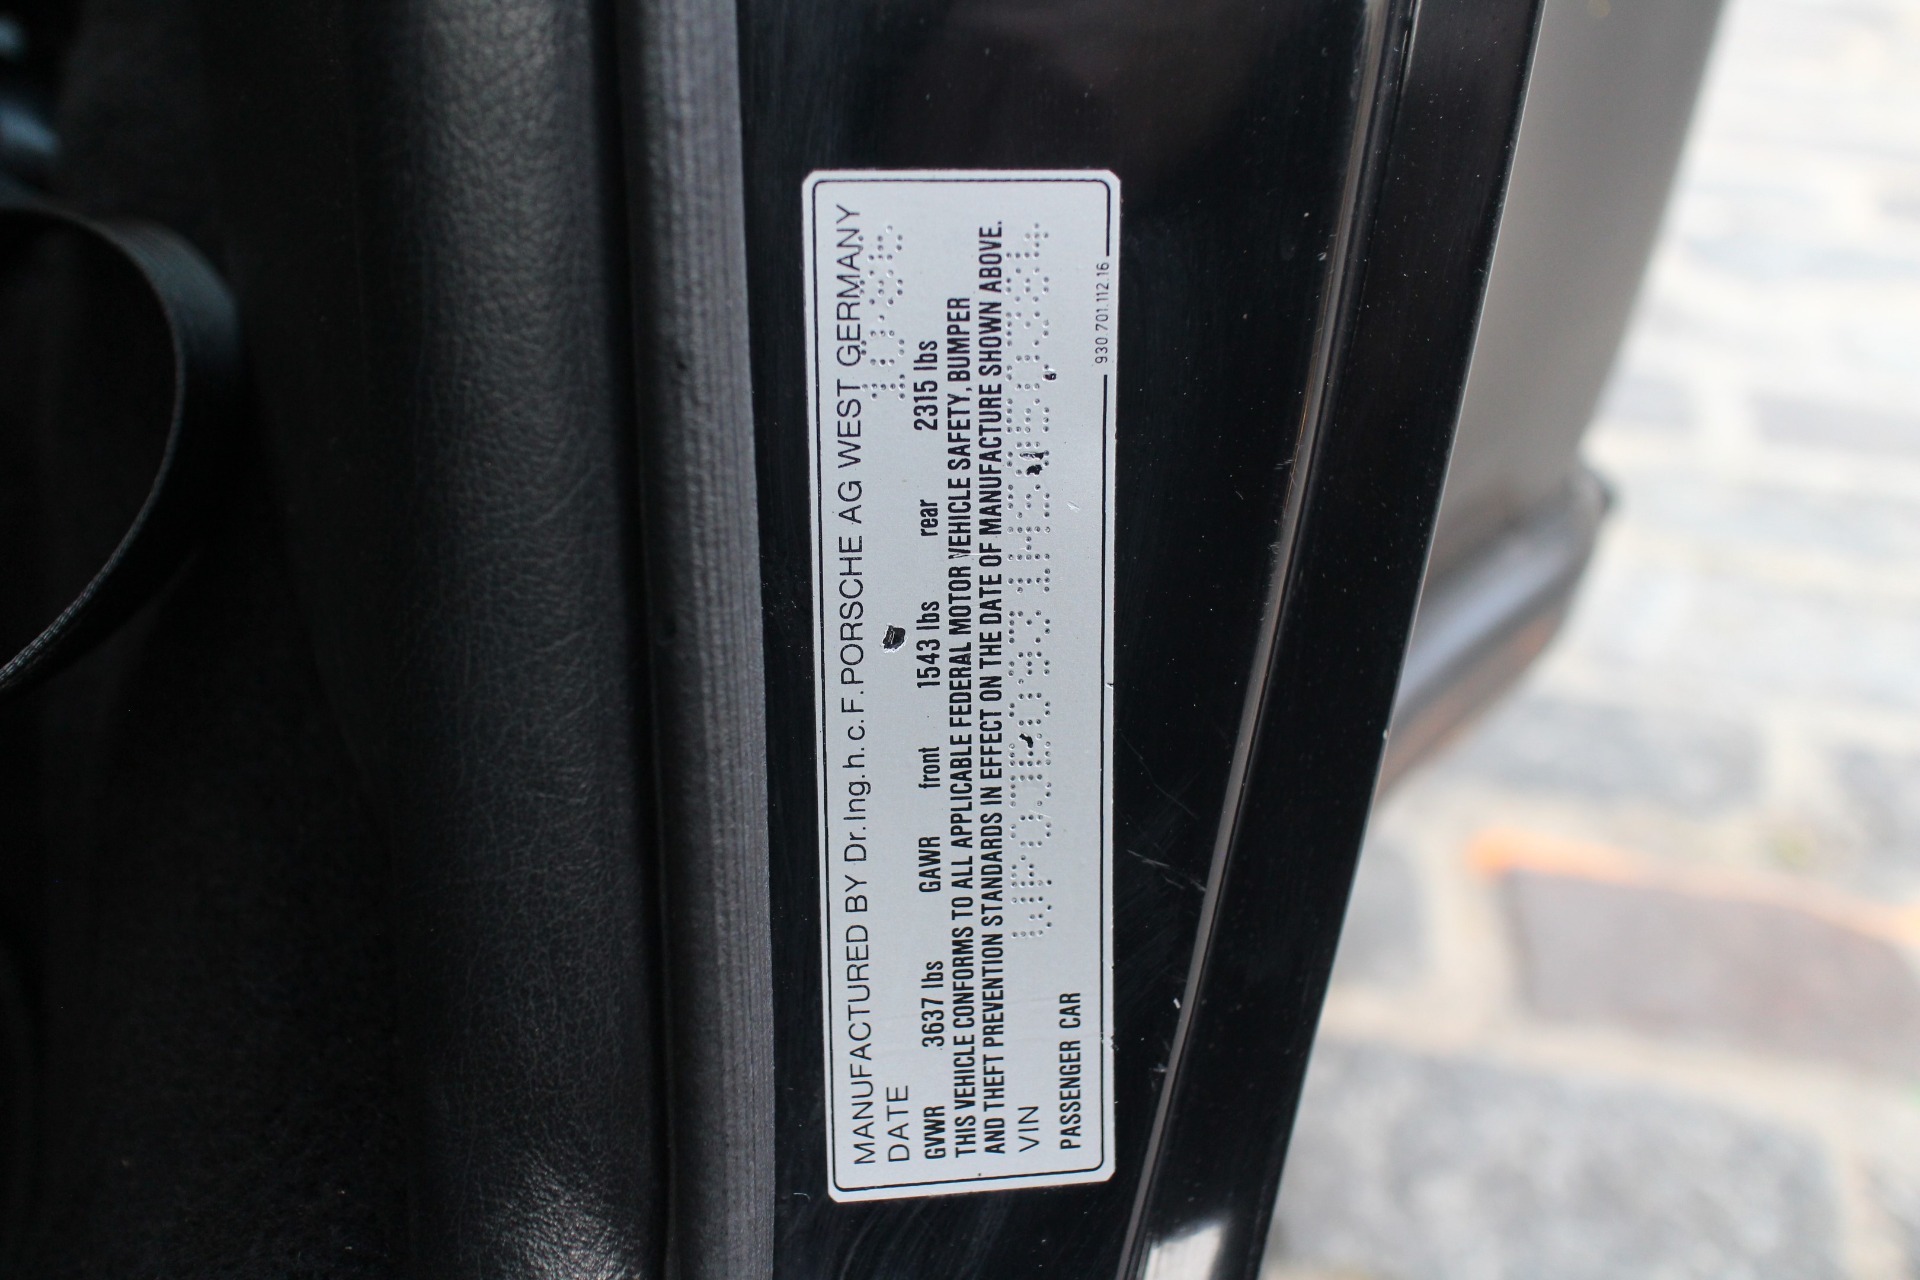 MANUFACTURED BY Dr.Ing.h.c.F.PORSCHE AG WEST GERMANY
DATE
GVWR 3637 lbs GAWR front 1543 lbs rear 2315 lbs
THIS VEHICLE CONFORMS TO ALL APPLICABLE FEDERAL MOTOR VEHICLE SAFETY, BUMPER
AND THEFT PREVENTION STANDARDS IN EFFECT ON THE DATE OF MANUFACTURE SHOWN ABOVE.
VIN
PASSENGER CAR
930 701.112.16